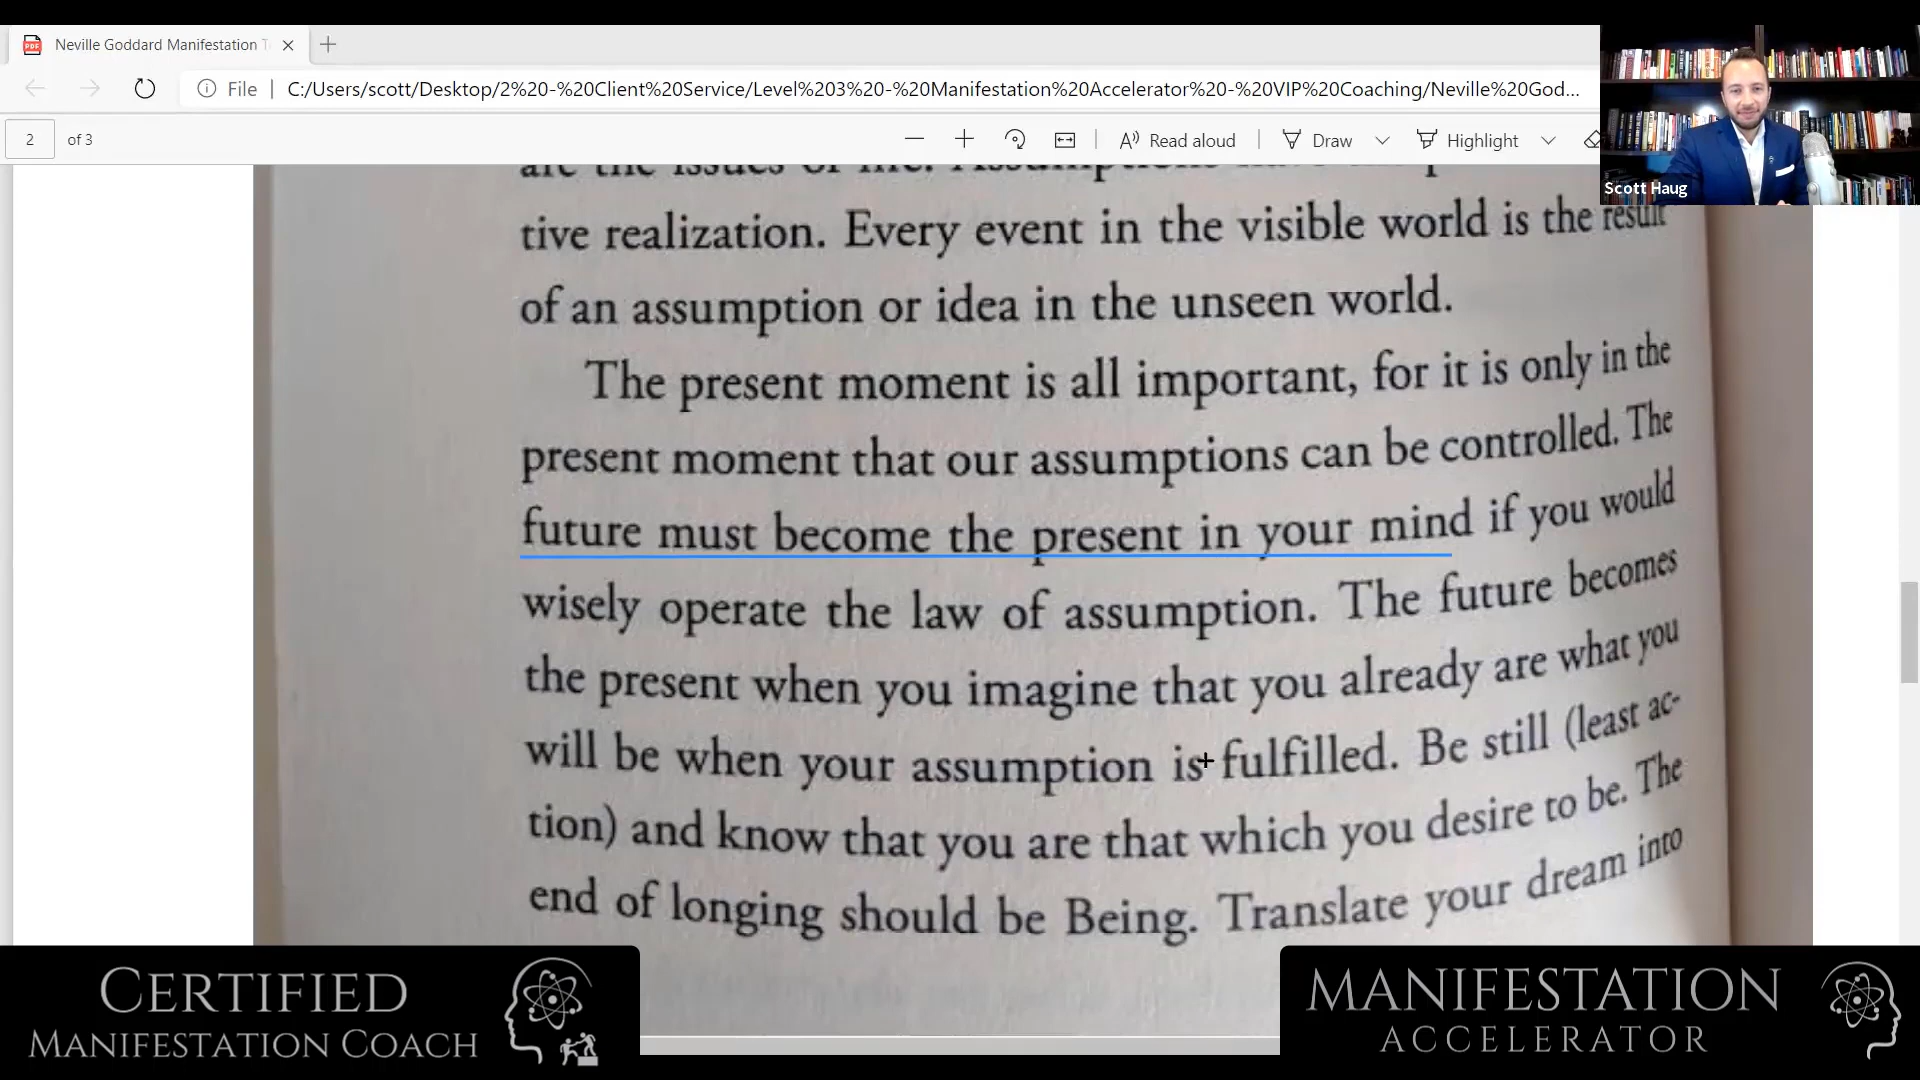 Neville Goddard Manifestation T
File
C:/Users/scott/Desktop/2%20-%20Client%20Service/Level%203%20-%20Manifestation%20Accelerator%20-%20VIP%20Coaching/Neville%20God...
2 of 3
Read aloud
Draw
Highlight
Scott Haug
are the issues of life. Assumptions
tive realization. Every event in the visible world is the result
of an assumption or idea in the unseen world.
The present moment is all important, for it is only in the
present moment that our assumptions can be controlled. The
future must become the present in your mind if you would
wisely operate the law of assumption. The future becomes
the present when you imagine that you already are what you
will be when your assumption is fulfilled. Be still (least ac-
tion) and know that you are that which you desire to be. The
end of longing should be Being. Translate your dream into
CERTIFIED
MANIFESTATION COACH
MANIFESTATION
ACCELERATOR